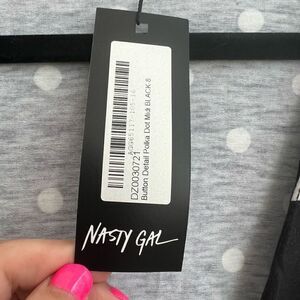 DZ0030721
Button Detail Polka Dot Midi BLACK 8
NASTY GAL